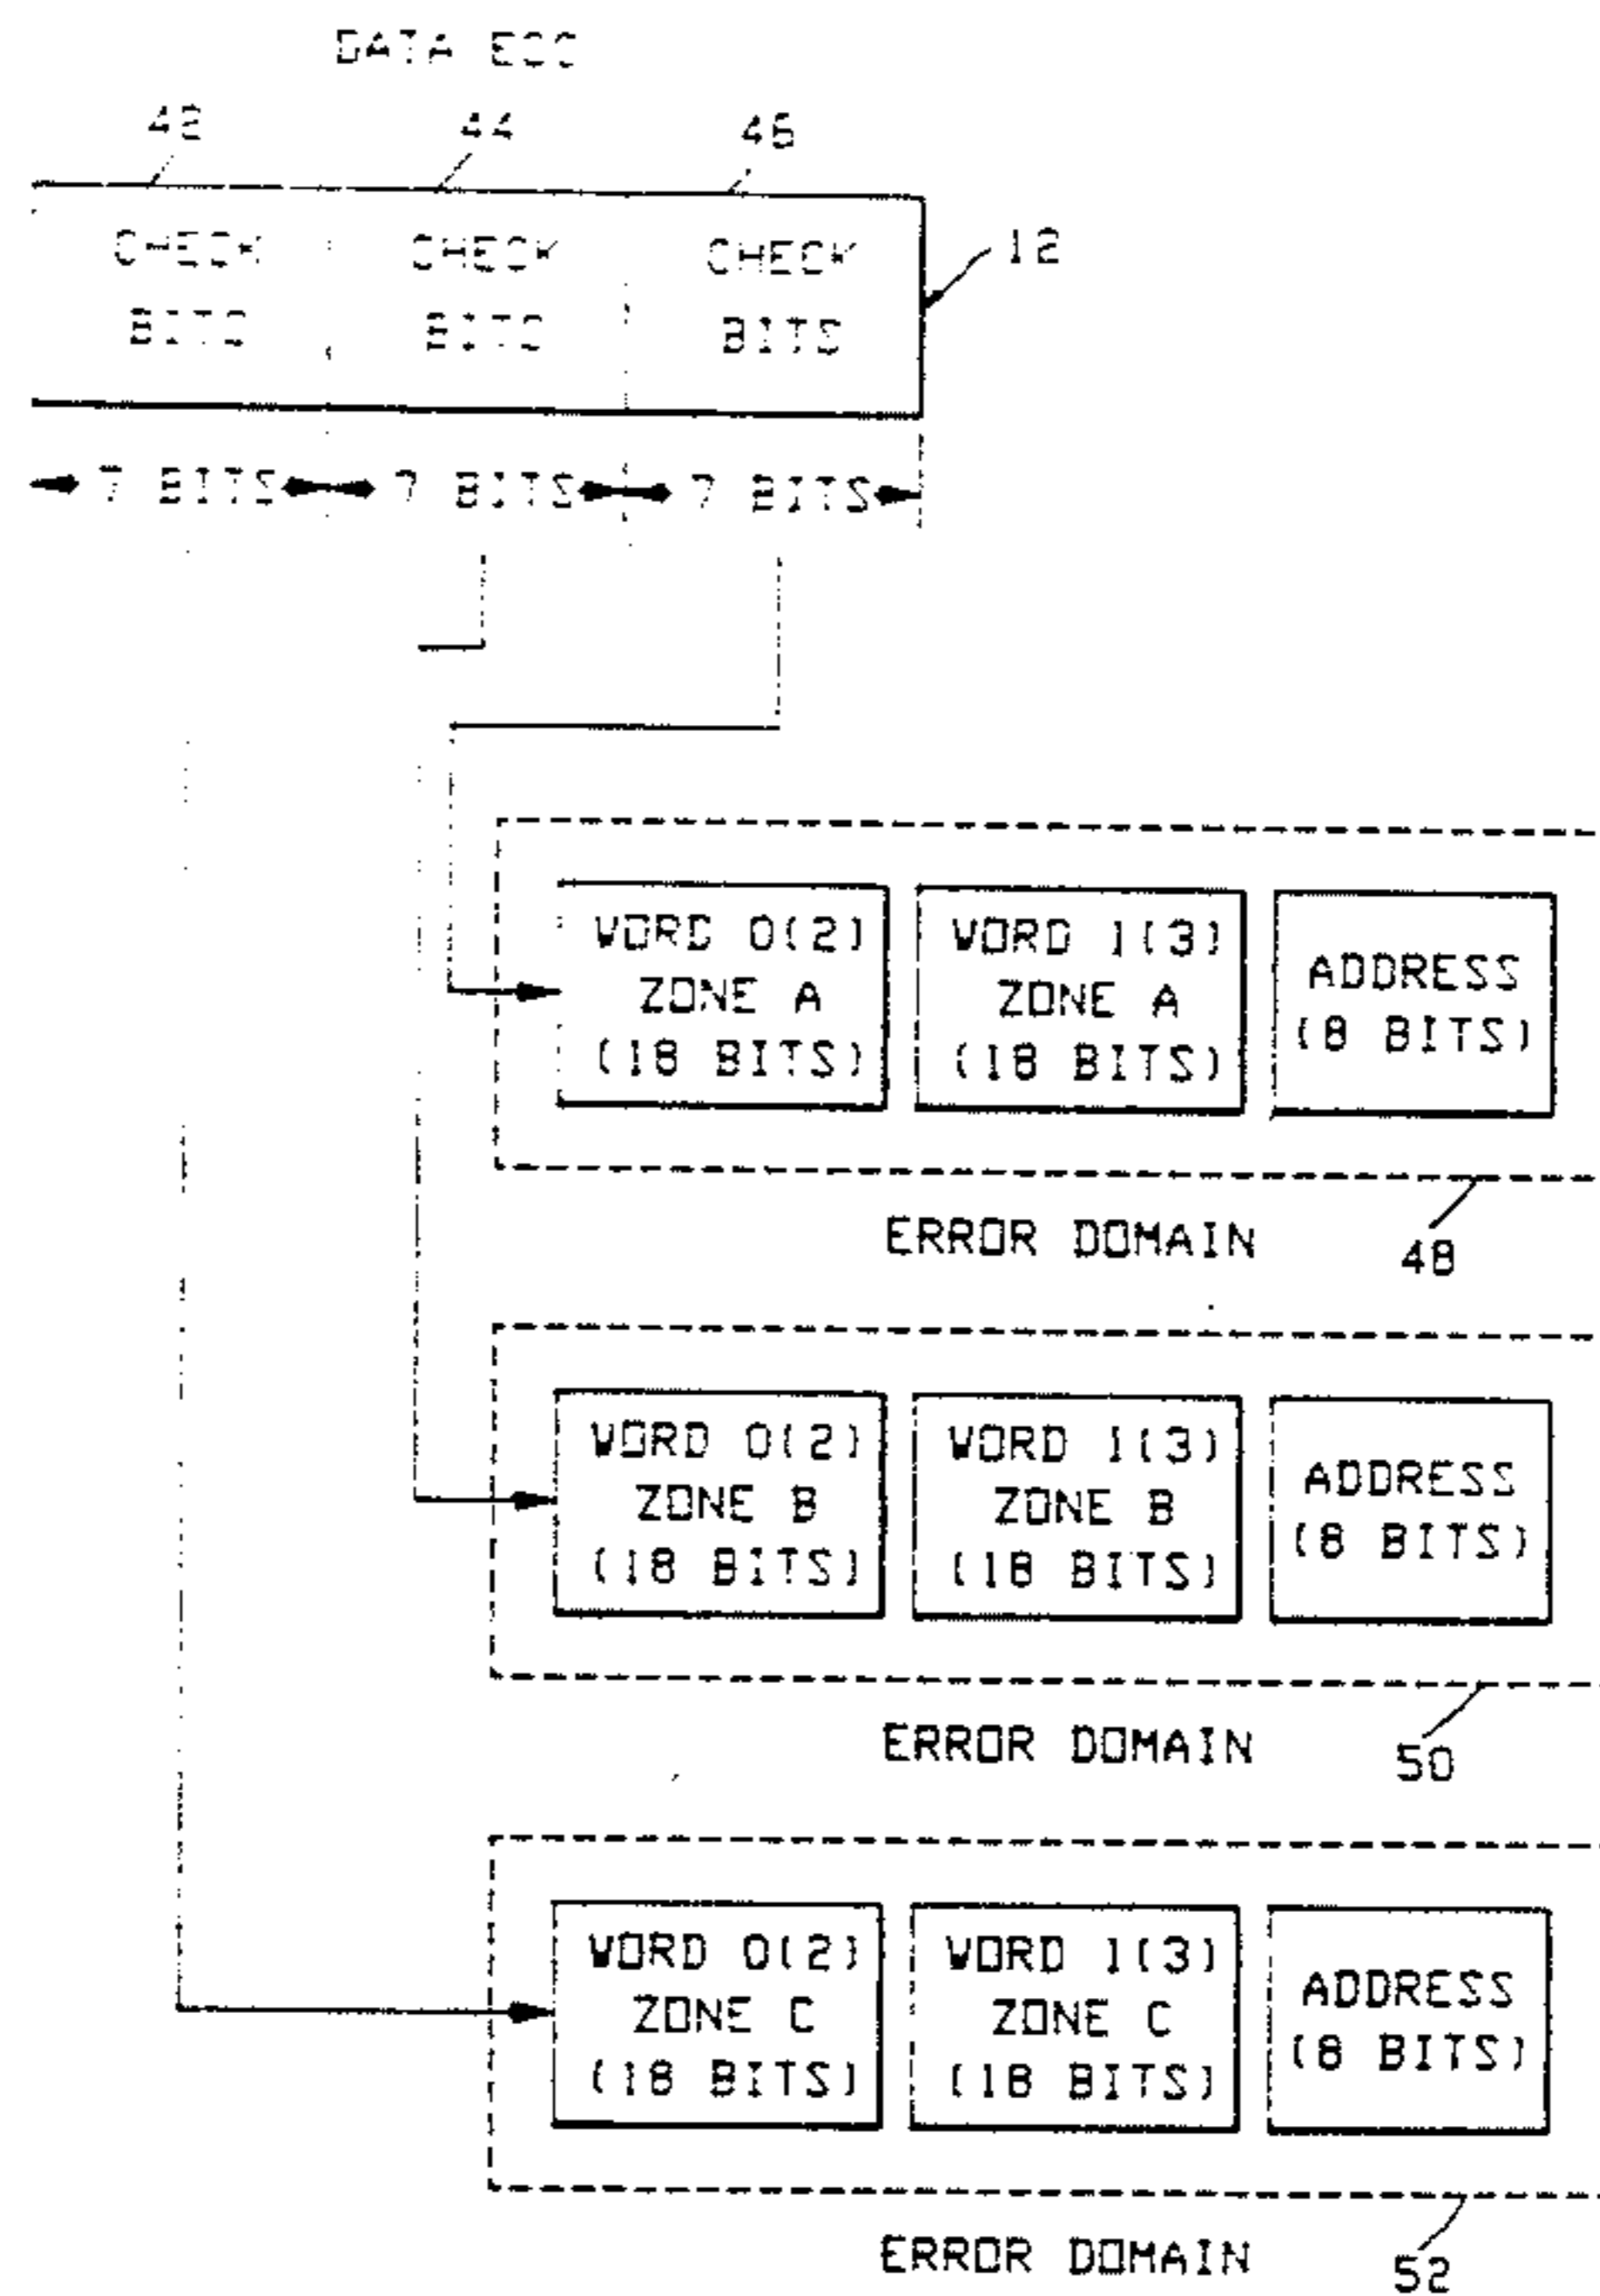 DATA ECC
42 44 46
CHECK CHECK CHECK
BITS BITS BITS
12
7 BITS 7 BITS 7 BITS
WORD 0(2) WORD 1(3) ADDRESS
ZONE A ZONE A (8 BITS)
(18 BITS) (18 BITS)
ERROR DOMAIN 48
WORD 0(2) WORD 1(3) ADDRESS
ZONE B ZONE B (8 BITS)
(18 BITS) (18 BITS)
ERROR DOMAIN 50
WORD 0(2) WORD 1(3) ADDRESS
ZONE C ZONE C (8 BITS)
(18 BITS) (18 BITS)
ERROR DOMAIN 52